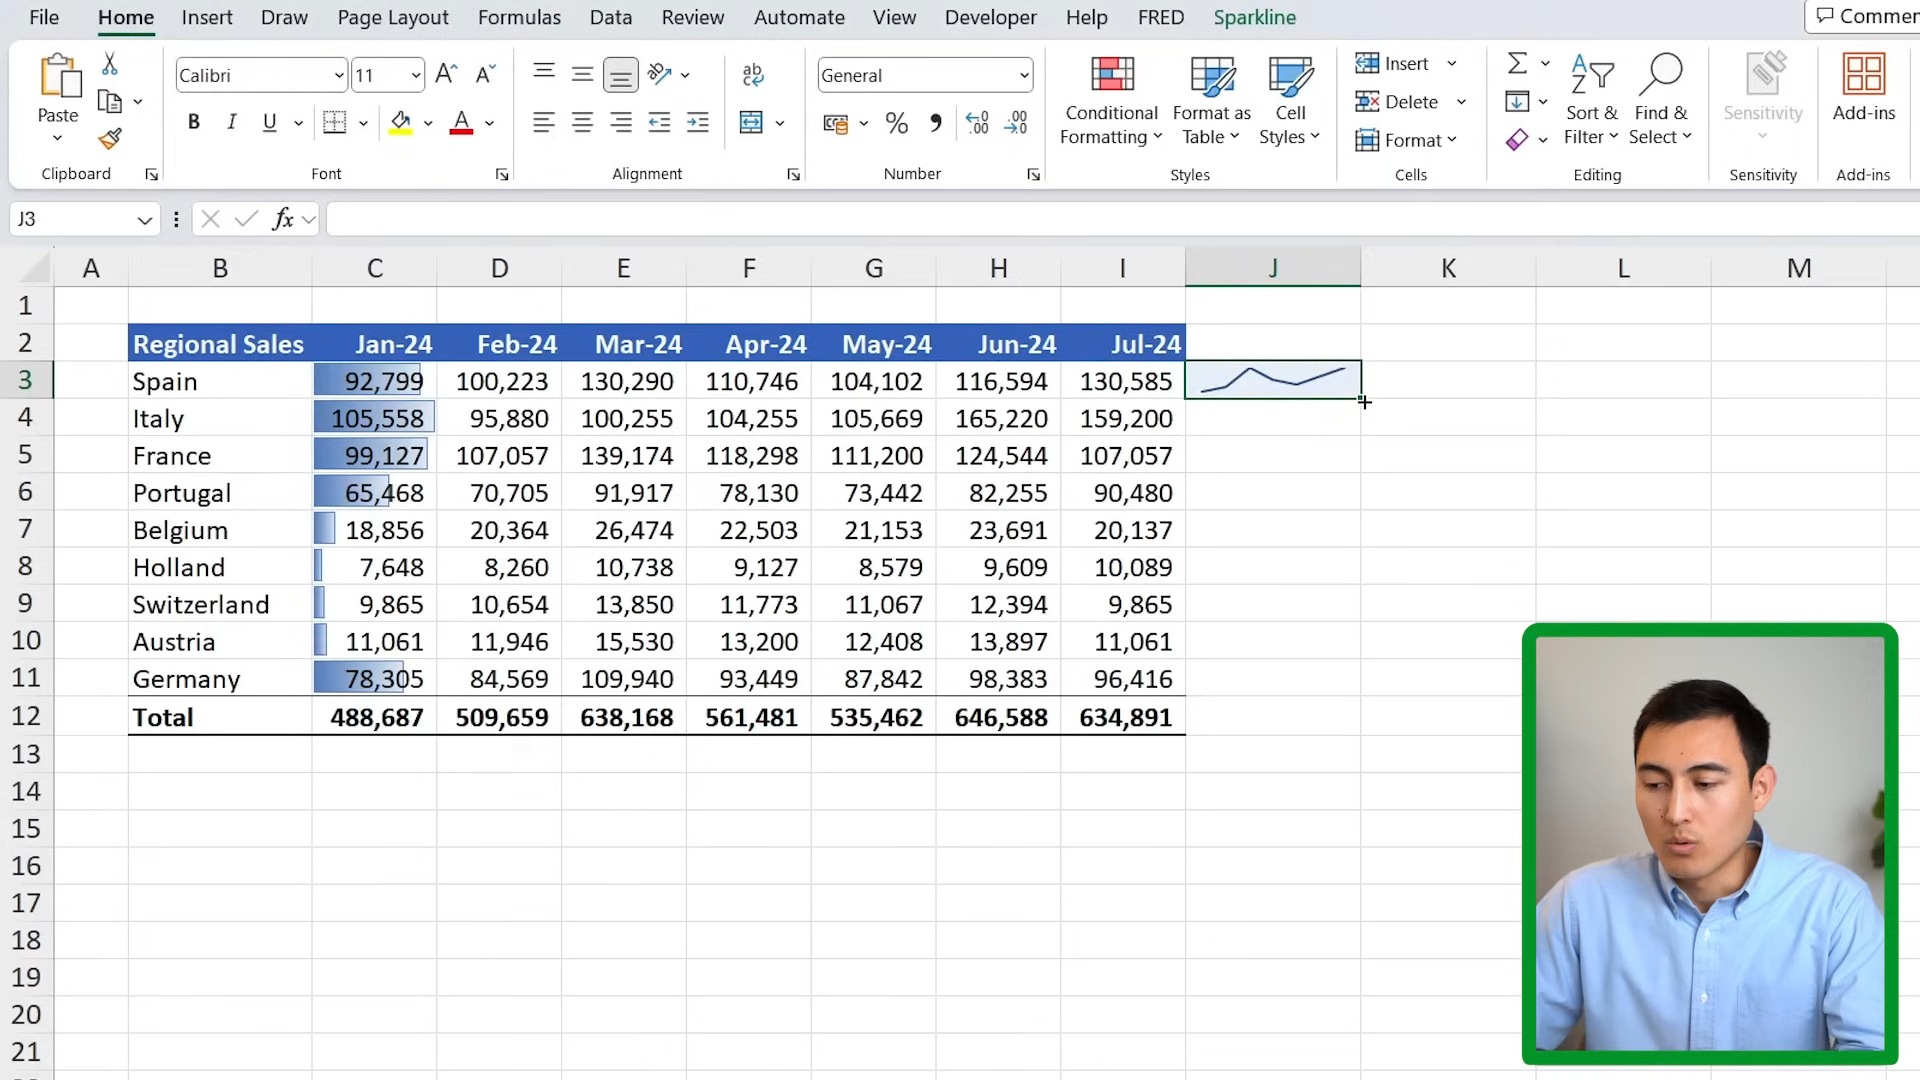 File Home Insert Draw Page Layout Formulas Data Review Automate View Developer Help FRED Sparkline
Paste
Clipboard
Calibri 11
B I U
Font
ab
Alignment
General
Number
Conditional Formatting
Format as Table
Cell Styles
Styles
Insert
Delete
Format
Cells
Sort & Filter
Find & Select
Editing
Sensitivity
Sensitivity
Add-ins
Add-ins
Commen
J3 fx
A B C D E F G H I J K L M
1
2 Regional Sales Jan-24 Feb-24 Mar-24 Apr-24 May-24 Jun-24 Jul-24
3 Spain 92,799 100,223 130,290 110,746 104,102 116,594 130,585
4 Italy 105,558 95,880 100,255 104,255 105,669 165,220 159,200
5 France 99,127 107,057 139,174 118,298 111,200 124,544 107,057
6 Portugal 65,468 70,705 91,917 78,130 73,442 82,255 90,480
7 Belgium 18,856 20,364 26,474 22,503 21,153 23,691 20,137
8 Holland 7,648 8,260 10,738 9,127 8,579 9,609 10,089
9 Switzerland 9,865 10,654 13,850 11,773 11,067 12,394 9,865
10 Austria 11,061 11,946 15,530 13,200 12,408 13,897 11,061
11 Germany 78,305 84,569 109,940 93,449 87,842 98,383 96,416
12 Total 488,687 509,659 638,168 561,481 535,462 646,588 634,891
13
14
15
16
17
18
19
20
21